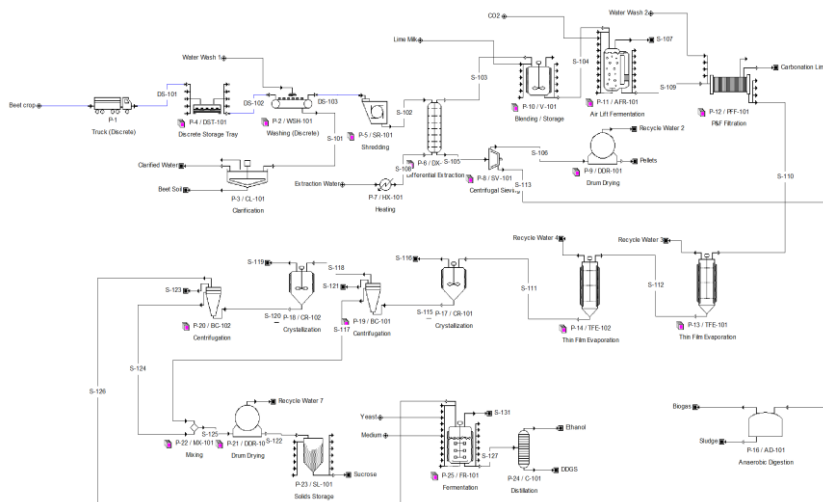 CO2
Water Wash 2
Lime Milk
S-104
S-107
Water Wash 1
S-103
S-109
Carbonation Lim
DS-101
DS-102
DS-103
P-10 / V-101
Blending / Storage
P-11 / AFR-101
Air Lift Fermentation
P-12 / PFF-101
P&F Filtration
Beet crop
P-1
Truck (Discrete)
P-4 / DST-101
Discrete Storage Tray
P-2 / WSH-101
Washing (Discrete)
S-101
P-5 / SR-101
Shredding
S-102
Recycle Water 2
S-106
S-110
Clarified Water
S-105
P-6 / DX-
Differential Extraction
P-8 / SV-101
Centrifugal Sieving
S-113
P-9 / DDR-101
Drum Drying
Pellets
Beet Soil
P-3 / CL-101
Clarification
Extraction Water
S-108
P-7 / HX-101
Heating
Recycle Water 4
Recycle Water 3
S-119
S-118
S-116
S-123
S-121
S-111
S-112
S-120
P-18 / CR-102
Crystallization
S-115
P-17 / CR-101
Crystallization
P-20 / BC-102
Centrifugation
S-117
P-19 / BC-101
Centrifugation
P-14 / TFE-102
Thin Film Evaporation
P-13 / TFE-101
Thin Film Evaporation
S-126
S-124
Recycle Water 7
Yeast
S-131
Ethanol
Biogas
Medium
S-127
P-22 / MX-101
Mixing
S-125
P-21 / DDR-10
Drum Drying
S-122
Sludge
P-16 / AD-101
Anaerobic Digestion
P-23 / SL-101
Solids Storage
Sucrose
P-25 / FR-101
Fermentation
P-24 / C-101
Distillation
DDGS